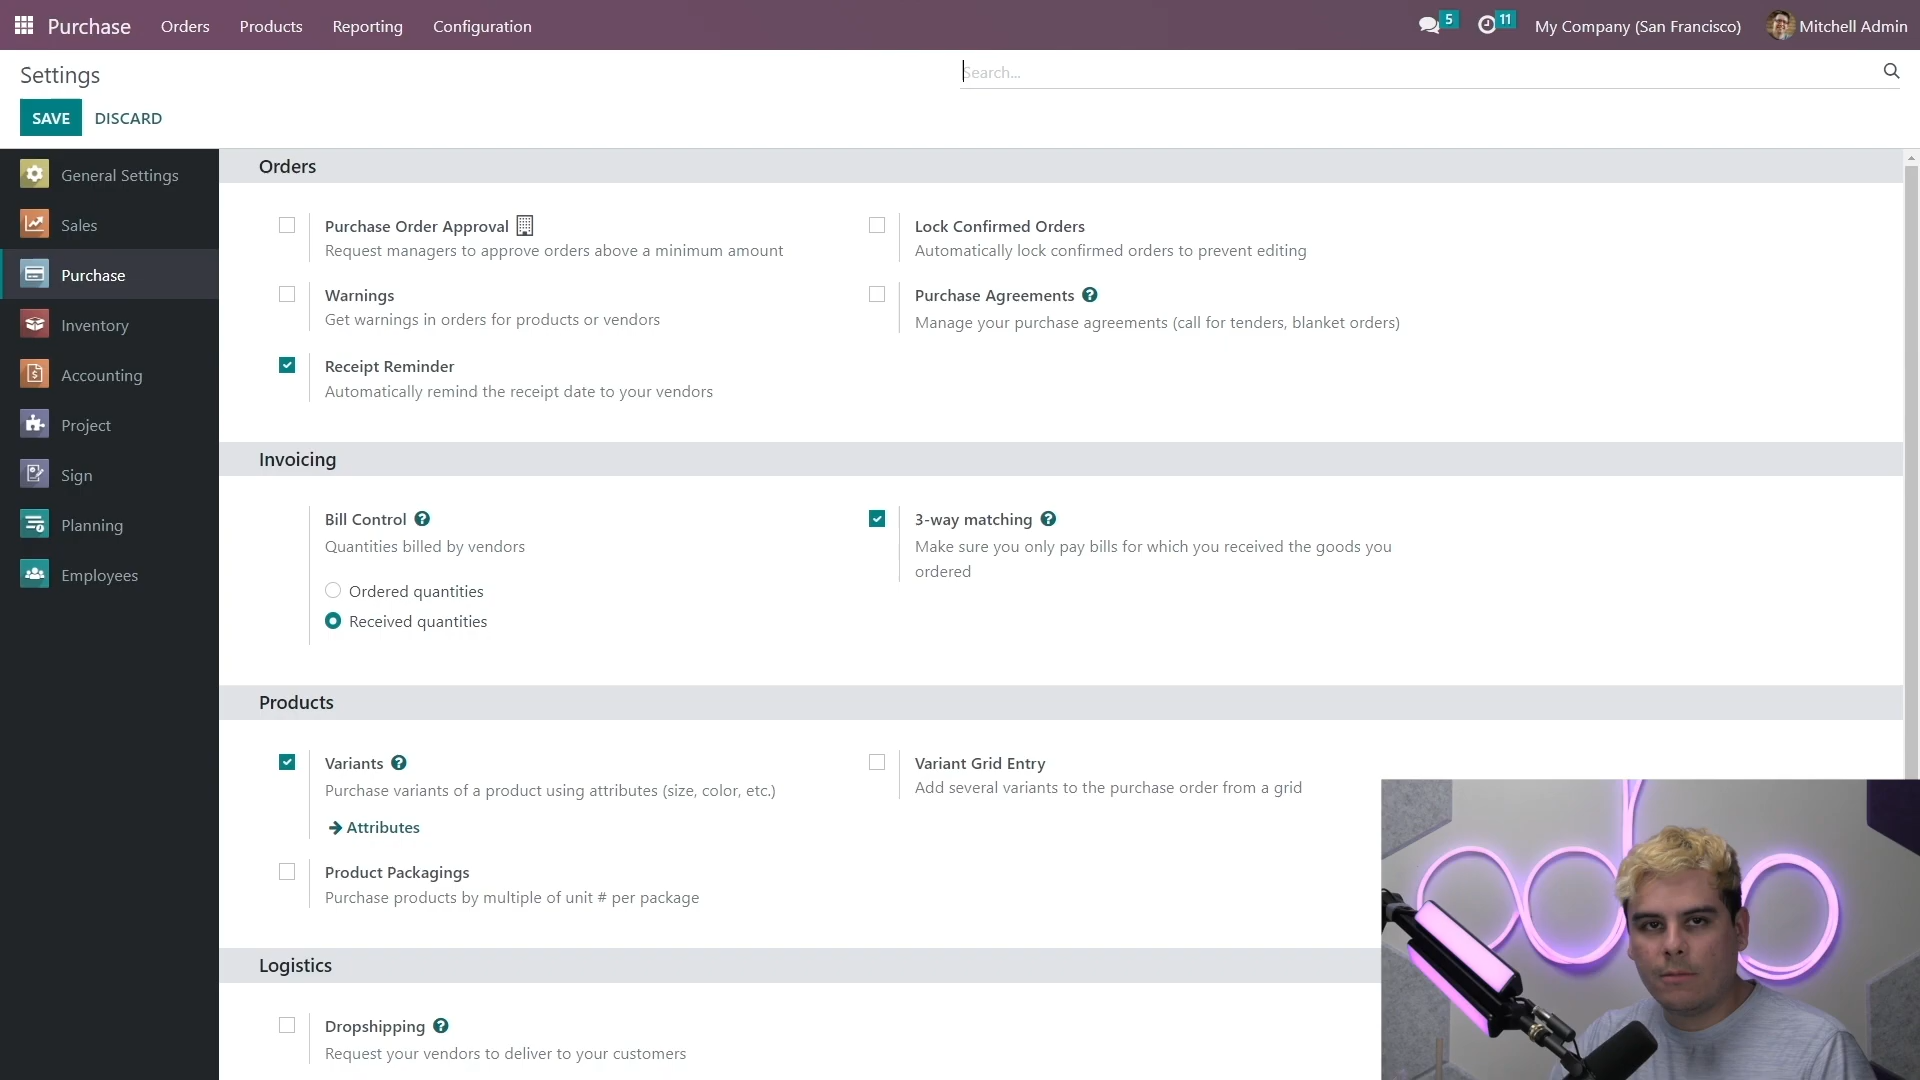 Purchase
Orders
Products
Reporting
Configuration
5
11
My Company (San Francisco)
Mitchell Admin
Settings
Search...
SAVE
DISCARD
General Settings
Sales
Purchase
Inventory
Accounting
Project
Sign
Planning
Employees
Orders
Purchase Order Approval
Request managers to approve orders above a minimum amount
Lock Confirmed Orders
Automatically lock confirmed orders to prevent editing
Warnings
Get warnings in orders for products or vendors
Purchase Agreements ?
Manage your purchase agreements (call for tenders, blanket orders)
Receipt Reminder
Automatically remind the receipt date to your vendors
Invoicing
Bill Control ?
Quantities billed by vendors
Ordered quantities
Received quantities
3-way matching ?
Make sure you only pay bills for which you received the goods you
ordered
Products
Variants ?
Purchase variants of a product using attributes (size, color, etc.)
Attributes
Variant Grid Entry
Add several variants to the purchase order from a grid
Product Packagings
Purchase products by multiple of unit # per package
Logistics
Dropshipping ?
Request your vendors to deliver to your customers
odoo